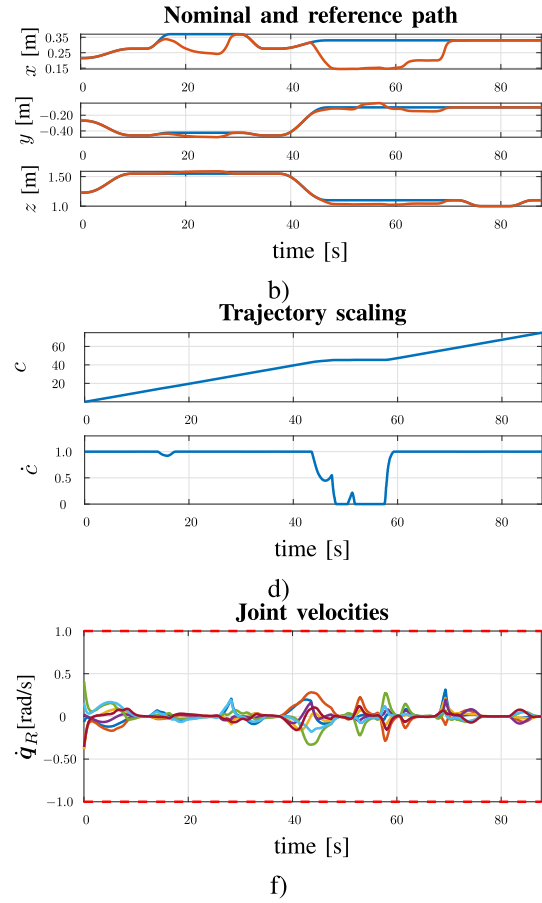 Nominal and reference path
x [m]
0.35
0.25
0.15
0 20 40 60 80
y [m]
−0.20
−0.40
0 20 40 60 80
z [m]
1.50
1.0
0 20 40 60 80
time [s]
b)
Trajectory scaling
c
60
40
20
0 20 40 60 80
ċ
1.0
0.5
0
0 20 40 60 80
time [s]
d)
Joint velocities
q̇_R [rad/s]
1.0
0.5
0
−0.50
−1.0
0 20 40 60 80
time [s]
f)